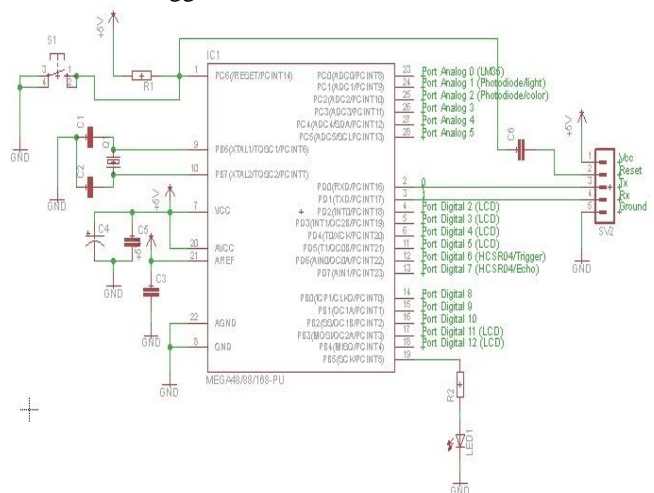 gg
S1
+5V
R1
IC1
1
PC6(/RESET/PCINT14)
PC0(ADC0/PCINT8)
23
Port Analog 0 (LM35)
PC1(ADC1/PCINT9)
24
Port Analog 1 (Photodiode/light)
PC2(ADC2/PCINT10)
25
Port Analog 2 (Photodiode/color)
PC3(ADC3/PCINT11)
26
Port Analog 3
PC4(ADC4/SDA/PCINT12)
27
Port Analog 4
PC5(ADC5/SCL/PCINT13)
28
Port Analog 5
3
4
1
2
GND
C1
C2
Q
GND
9
PB6(XTAL1/TOSC1/PCINT6)
10
PB7(XTAL2/TOSC2/PCINT7)
C6
+5V
1
Vcc
2
Reset
3
Tx
4
Rx
5
Ground
SV2
GND
PD0(RXD/PCINT16)
2
0
PD1(TXD/PCINT17)
3
1
PD2(INT0/PCINT18)
4
Port Digital 2 (LCD)
PD3(INT1/OC2B/PCINT19)
5
Port Digital 3 (LCD)
PD4(T0/XCK/PCINT20)
6
Port Digital 4 (LCD)
PD5(T1/OC0B/PCINT21)
11
Port Digital 5 (LCD)
PD6(AIN0/OC0A/PCINT22)
12
Port Digital 6 (HCSR04/Trigger)
PD7(AIN1/PCINT23)
13
Port Digital 7 (HCSR04/Echo)
+5V
7
VCC
20
AVCC
21
AREF
C4
C5
+5
C3
GND
GND
22
AGND
8
GND
GND
PB0(ICP1/CLKO/PCINT0)
14
Port Digital 8
PB1(OC1A/PCINT1)
15
Port Digital 9
PB2(SS/OC1B/PCINT2)
16
Port Digital 10
PB3(MOSI/OC2A/PCINT3)
17
Port Digital 11 (LCD)
PB4(MISO/PCINT4)
18
Port Digital 12 (LCD)
PB5(SCK/PCINT5)
19
MEGA48/88/168-PU
R2
LED1
GND